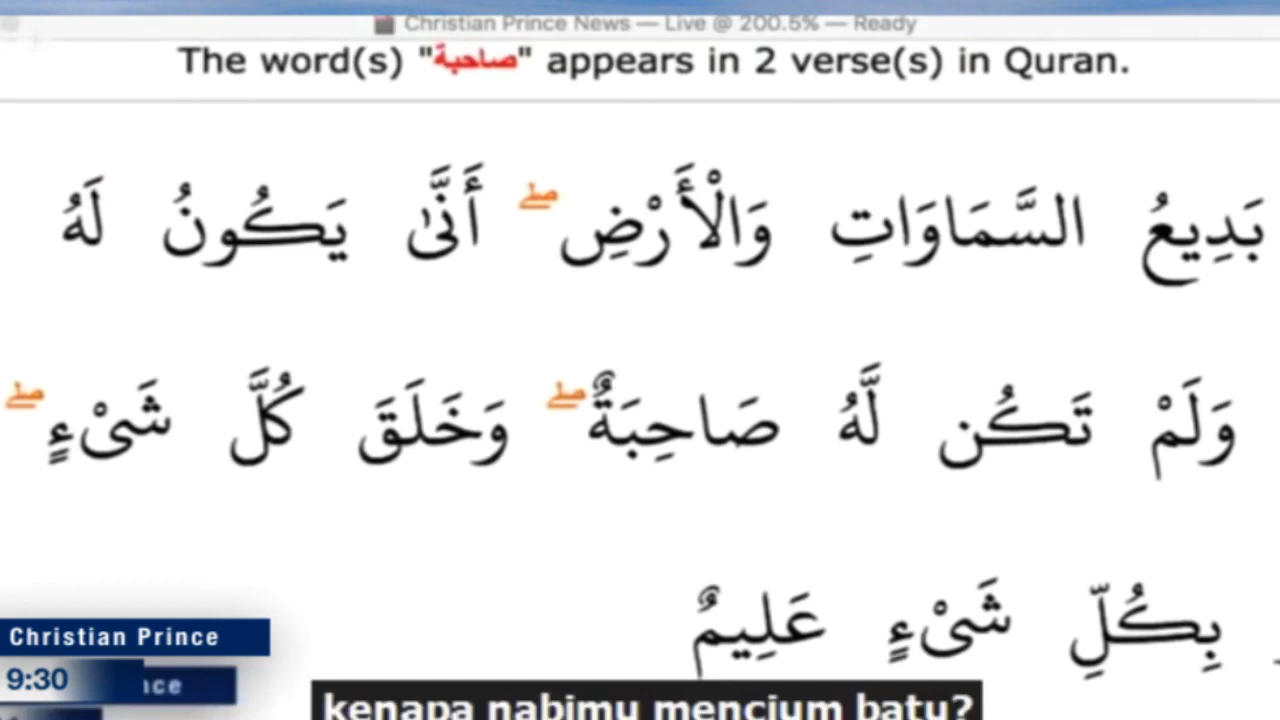 Christian Prince News — Live @ 200.5% — Ready
The word(s) "صاحبة" appears in 2 verse(s) in Quran.
بَدِيعُ السَّمَاوَاتِ وَالْأَرْضِ ۖ أَنَّىٰ يَكُونُ لَهُ
وَلَمْ تَكُن لَّهُ صَاحِبَةٌ ۖ وَخَلَقَ كُلَّ شَىْءٍ ۖ
بِكُلِّ شَىْءٍ عَلِيمٌ
Christian Prince
9:30
nce
kenapa nabimu mencium batu?